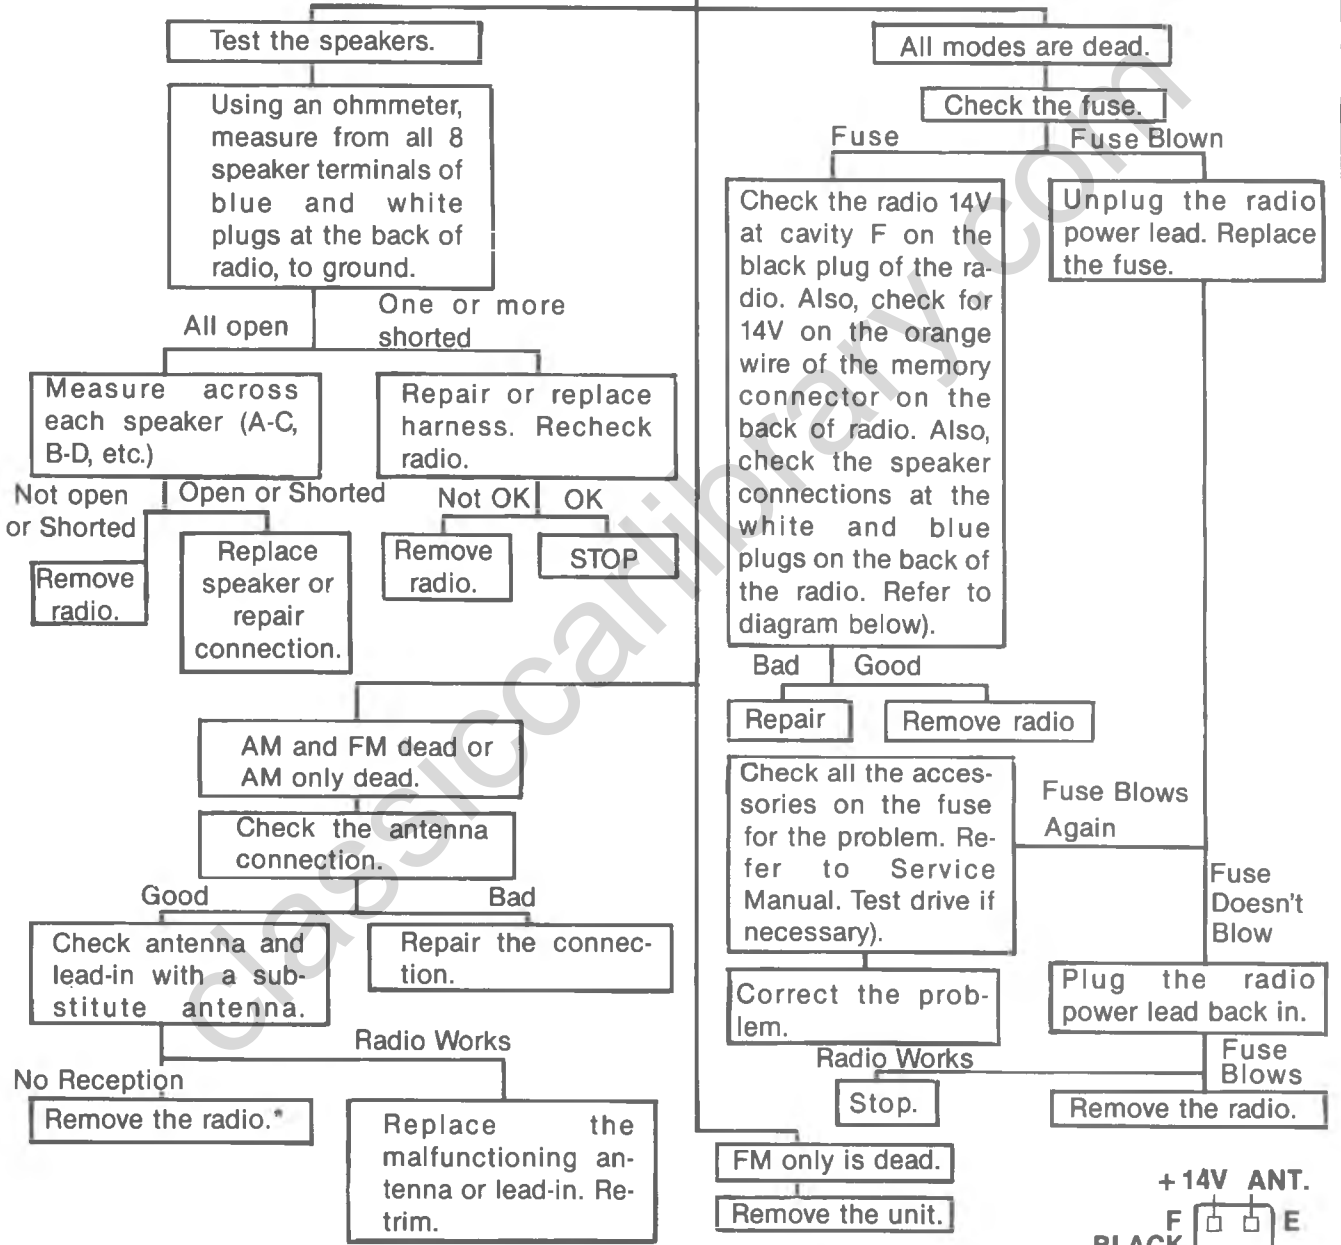 Test the speakers.
Using an ohmmeter,
measure from all 8
speaker terminals of
blue and white
plugs at the back of
radio, to ground.
All open
One or more
shorted
Measure across
each speaker (A-C,
B-D, etc.)
Repair or replace
harness. Recheck
radio.
Not open
or Shorted
Open or Shorted
Not OK
OK
Remove
radio.
Replace
speaker or
repair
connection.
Remove
radio.
STOP
All modes are dead.
Check the fuse.
Fuse
Fuse Blown
Check the radio 14V
at cavity F on the
black plug of the ra-
dio. Also, check for
14V on the orange
wire of the memory
connector on the
back of radio. Also,
check the speaker
connections at the
white and blue
plugs on the back of
the radio. Refer to
diagram below).
Unplug the radio
power lead. Replace
the fuse.
Bad
Good
Repair
Remove radio
Check all the acces-
sories on the fuse
for the problem. Re-
fer to Service
Manual. Test drive if
necessary).
Fuse Blows
Again
Fuse
Doesn't
Blow
Correct the prob-
lem.
Plug the radio
power lead back in.
Radio Works
Fuse
Blows
Stop.
Remove the radio.
AM and FM dead or
AM only dead.
Check the antenna
connection.
Good
Bad
Check antenna and
lead-in with a sub-
stitute antenna.
Repair the connec-
tion.
Radio Works
No Reception
Remove the radio.*
Replace the
malfunctioning an-
tenna or lead-in. Re-
trim.
FM only is dead.
Remove the unit.
+14V ANT.
F E
BLACK
classiccarlibrary.com